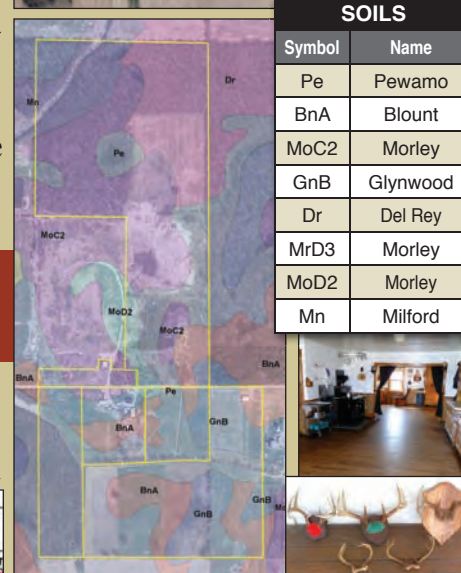 SOILS
Symbol Name
Pe Pewamo
BnA Blount
MoC2 Morley
GnB Glynwood
Dr Del Rey
MrD3 Morley
MoD2 Morley
Mn Milford
Dr
Mn
Pe
MoC2
MoD2
MoC2
BnA
BnA
Pe
BnA
GnB
BnA
GnB
GnB